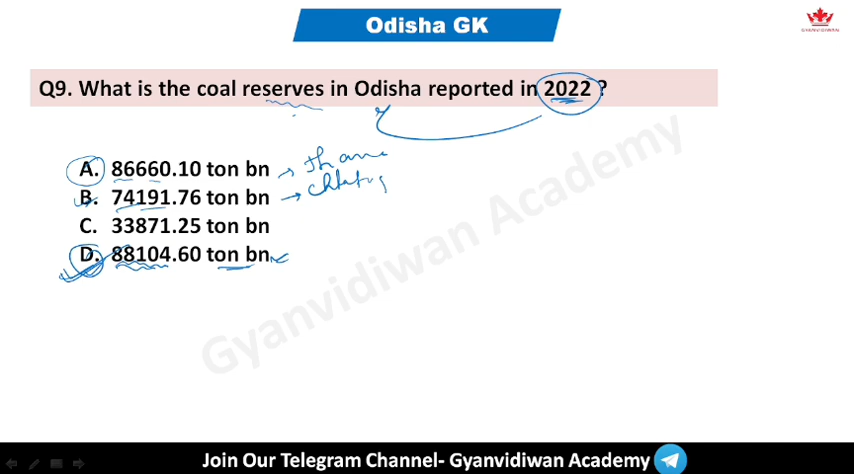 Odisha GK
GYANVIDIWAN
Q9. What is the coal reserves in Odisha reported in 2022 ?
A. 86660.10 ton bn
B. 74191.76 ton bn
C. 33871.25 ton bn
D. 88104.60 ton bn
Gyanvidiwan Academy
Join Our Telegram Channel- Gyanvidiwan Academy